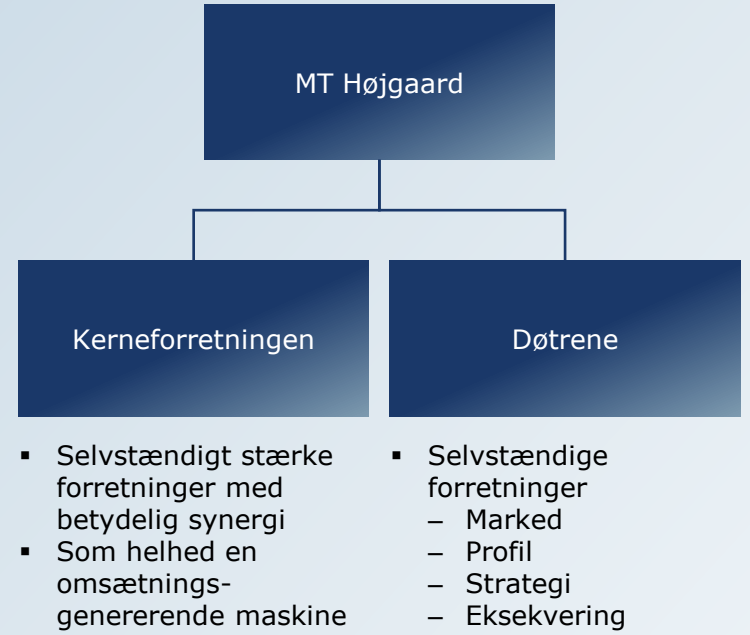 MT Højgaard
Kerneforretningen
Døtrene
▪ Selvstændigt stærke
forretninger med
betydelig synergi
▪ Som helhed en
omsætnings-
genererende maskine
▪ Selvstændige
forretninger
– Marked
– Profil
– Strategi
– Eksekvering